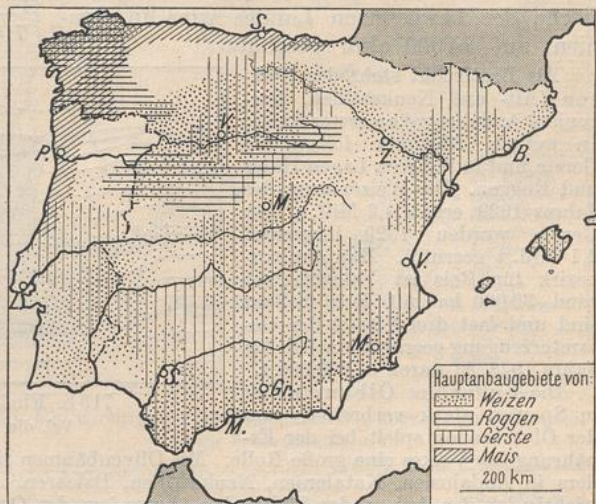 S.
V.
P.
Z.
B.
M.
V.
L.
M.
S.
Gr.
M.
Hauptanbaugebiete von:
Weizen
Roggen
Gerste
Mais
200 km